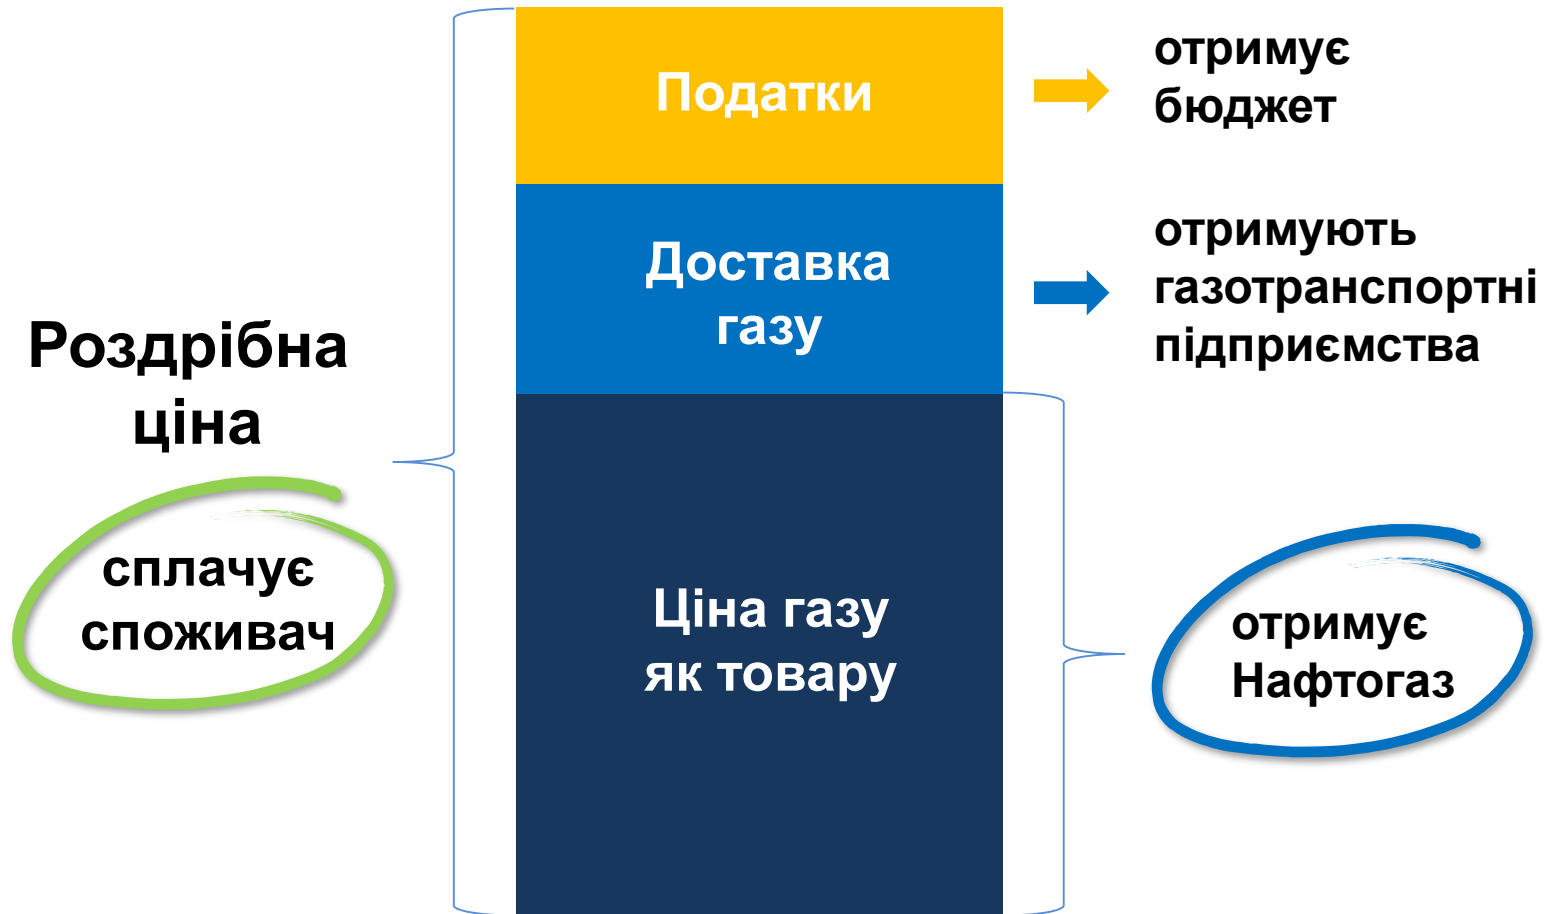 Роздрібна
ціна
сплачує
споживач
Податки
Доставка
газу
Ціна газу
як товару
отримує
бюджет
отримують
газотранспортні
підприємства
отримує
Нафтогаз